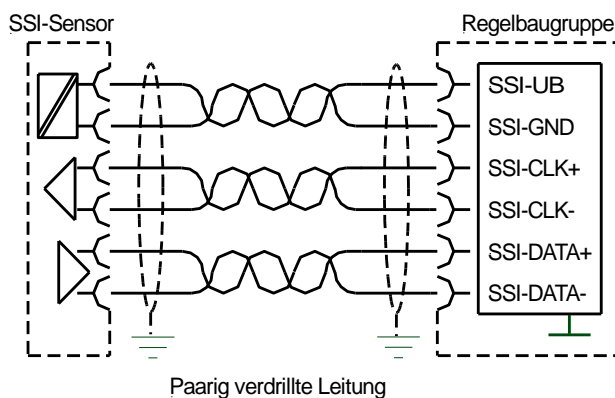 SSI-Sensor
Regelbaugruppe
SSI-UB
SSI-GND
SSI-CLK+
SSI-CLK-
SSI-DATA+
SSI-DATA-
Paarig verdrillte Leitung